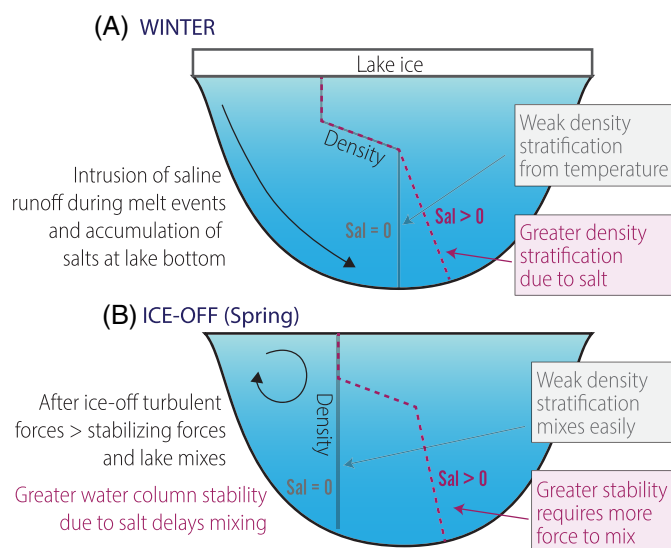 (A) WINTER
Lake ice
Density
Weak density
stratification
from temperature
Intrusion of saline
runoff during melt events
and accumulation of
salts at lake bottom
Sal = 0
Sal > 0
Greater density
stratification
due to salt
(B) ICE-OFF (Spring)
After ice-off turbulent
forces > stabilizing forces
and lake mixes
Greater water column stability
due to salt delays mixing
Density
Sal = 0
Sal > 0
Weak density
stratification
mixes easily
Greater stability
requires more
force to mix